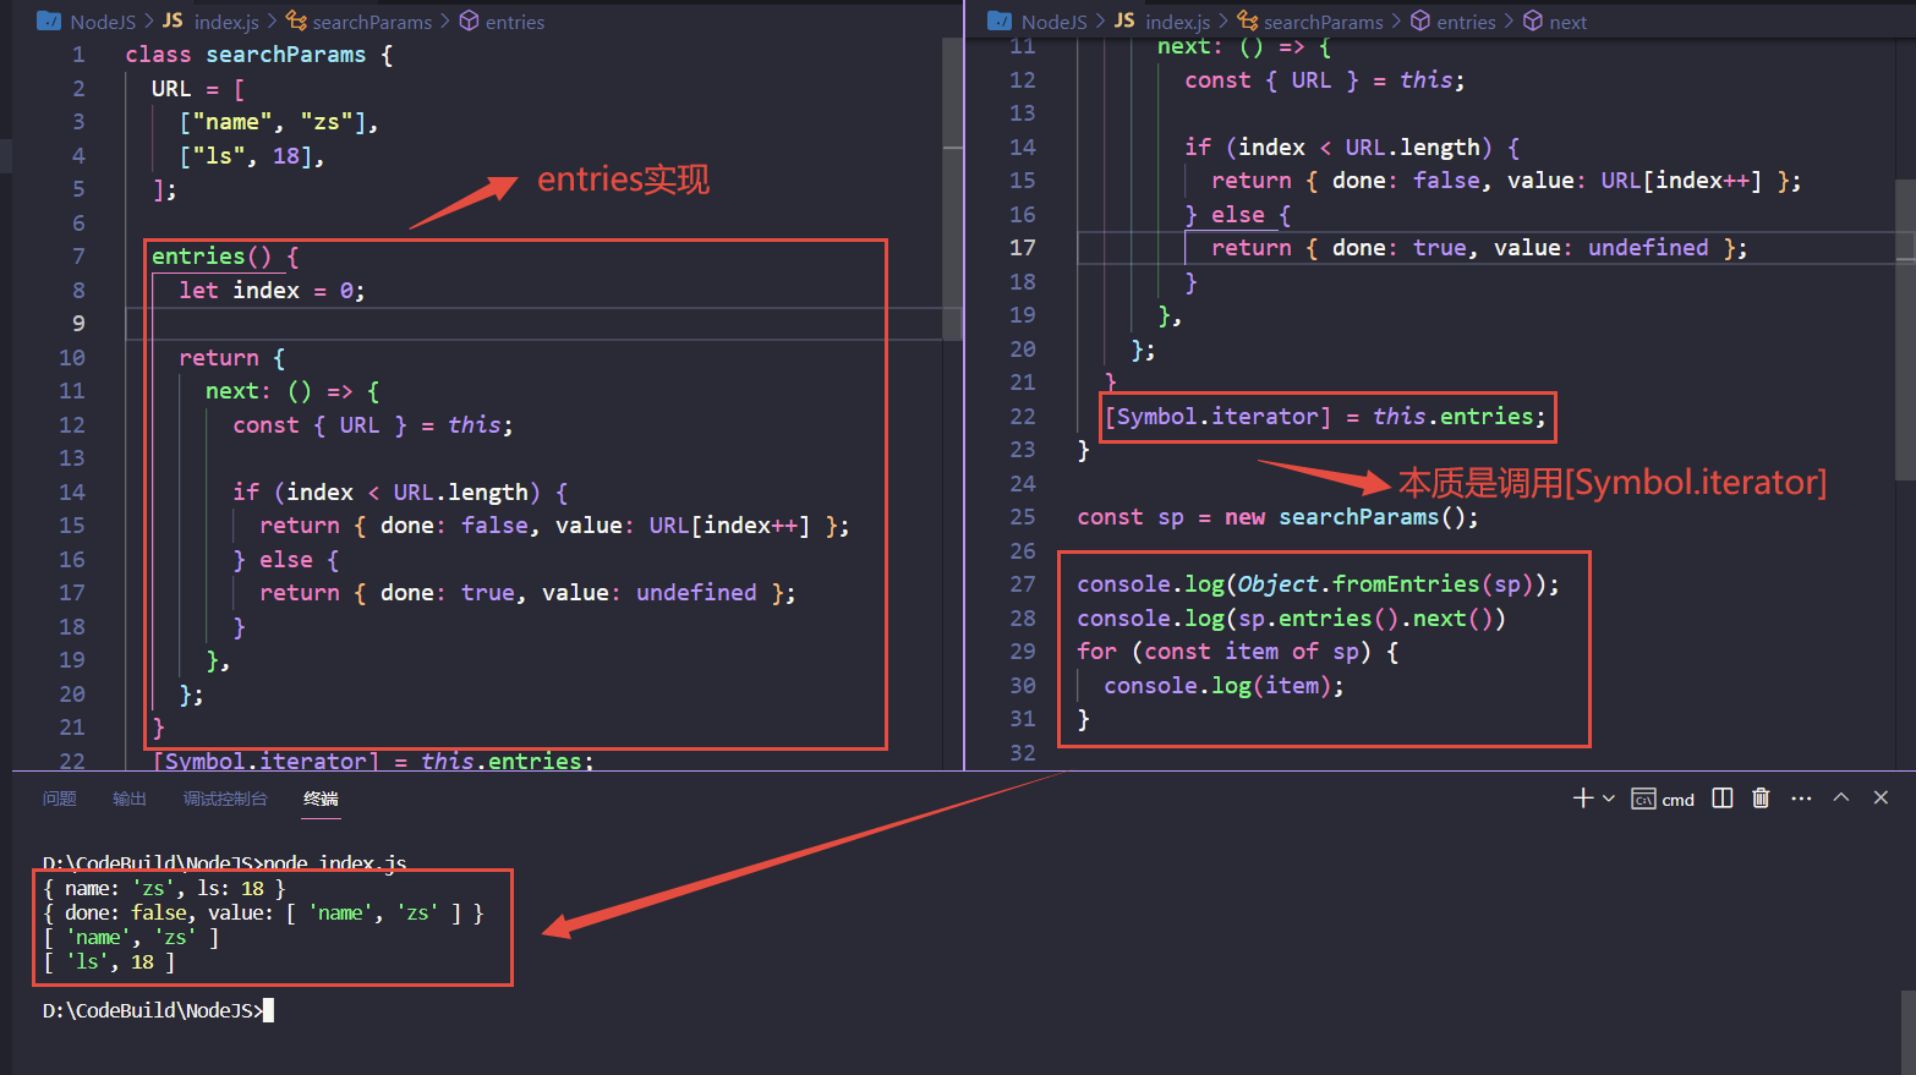 NodeJS > JS index.js > searchParams > entries
1 class searchParams {
2 URL = [
3 ["name", "zs"],
4 ["ls", 18],
5 ];
6
entries实现
7 entries() {
8 let index = 0;
9
10 return {
11 next: () => {
12 const { URL } = this;
13
14 if (index < URL.length) {
15 return { done: false, value: URL[index++] };
16 } else {
17 return { done: true, value: undefined };
18 }
19 },
20 };
21 }
22 [Symbol.iterator] = this.entries;
NodeJS > JS index.js > searchParams > entries > next
11 next: () => {
12 const { URL } = this;
13
14 if (index < URL.length) {
15 return { done: false, value: URL[index++] };
16 } else {
17 return { done: true, value: undefined };
18 }
19 },
20 };
21 }
22 [Symbol.iterator] = this.entries;
23 }
24
本质是调用[Symbol.iterator]
25 const sp = new searchParams();
26
27 console.log(Object.fromEntries(sp));
28 console.log(sp.entries().next())
29 for (const item of sp) {
30 console.log(item);
31 }
32
问题 输出 调试控制台 终端
cmd
D:\CodeBuild\NodeJS>node index.js
{ name: 'zs', ls: 18 }
{ done: false, value: [ 'name', 'zs' ] }
[ 'name', 'zs' ]
[ 'ls', 18 ]
D:\CodeBuild\NodeJS>